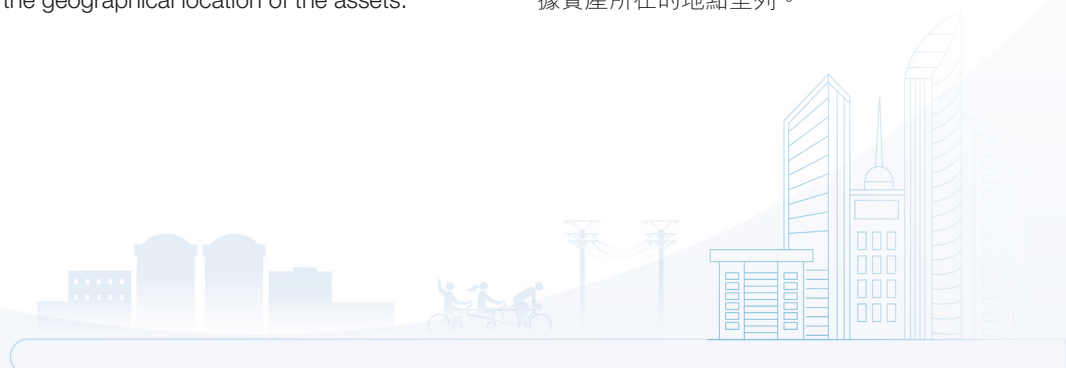 the geographical location of the assets.
據資產所在的地點呈列。